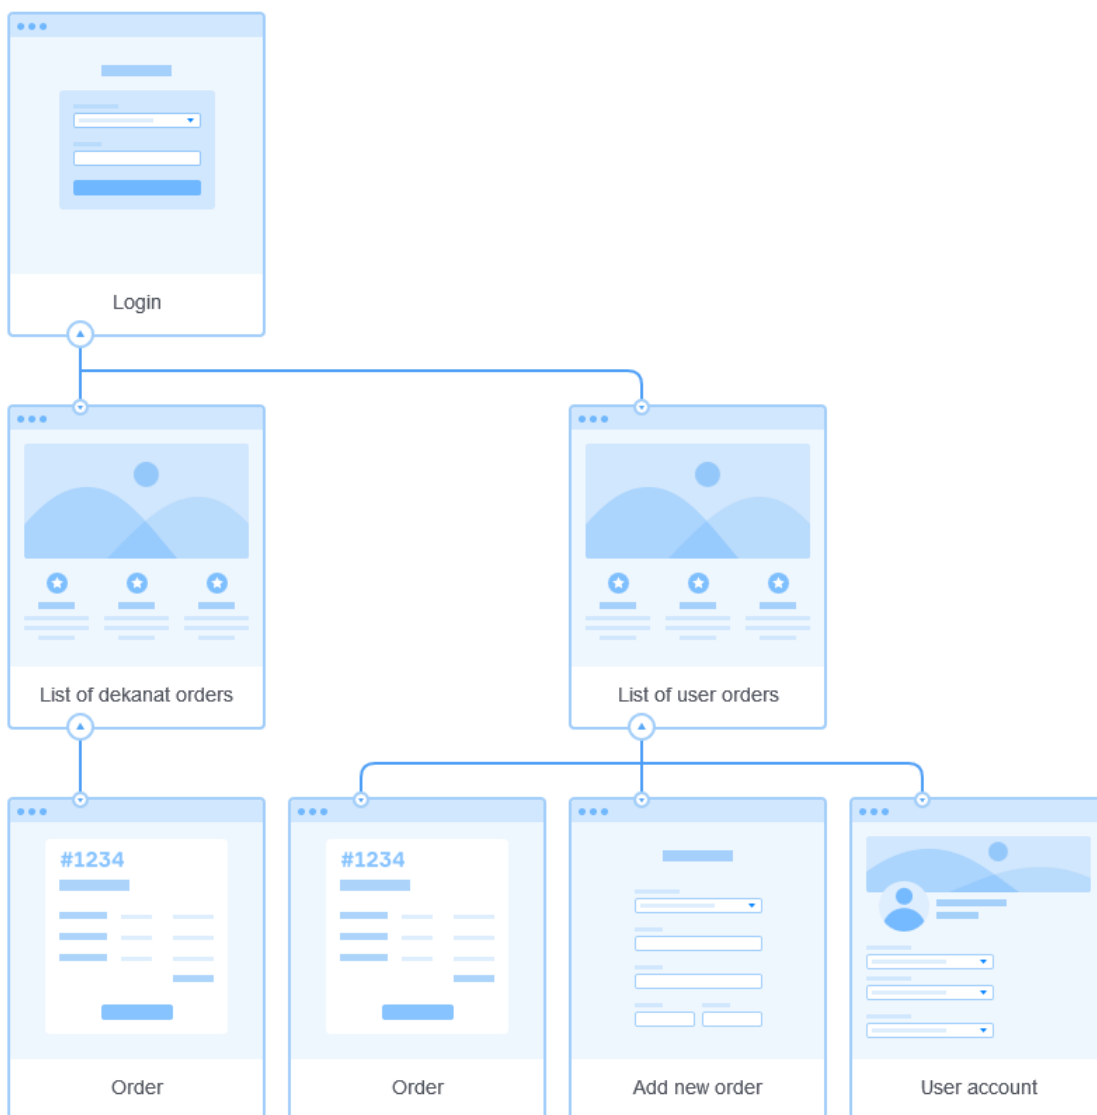 Login
List of dekanat orders
List of user orders
#1234
#1234
Order
Order
Add new order
User account